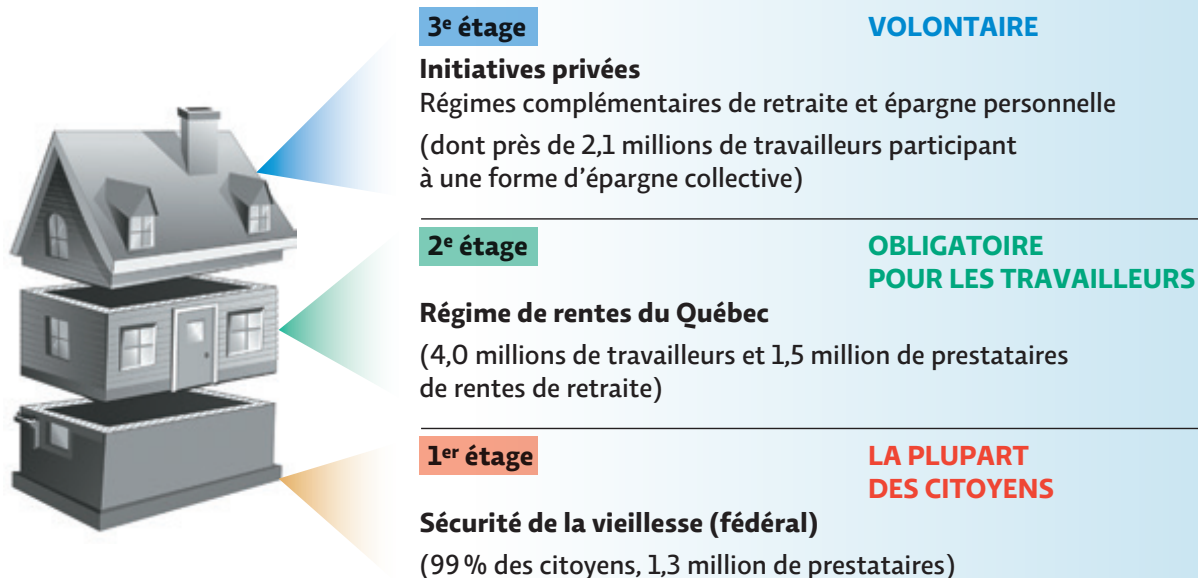 3e étage VOLONTAIRE
Initiatives privées
Régimes complémentaires de retraite et épargne personnelle
(dont près de 2,1 millions de travailleurs participant
à une forme d'épargne collective)
2e étage OBLIGATOIRE
POUR LES TRAVAILLEURS
Régime de rentes du Québec
(4,0 millions de travailleurs et 1,5 million de prestataires
de rentes de retraite)
1er étage LA PLUPART
DES CITOYENS
Sécurité de la vieillesse (fédéral)
(99 % des citoyens, 1,3 million de prestataires)